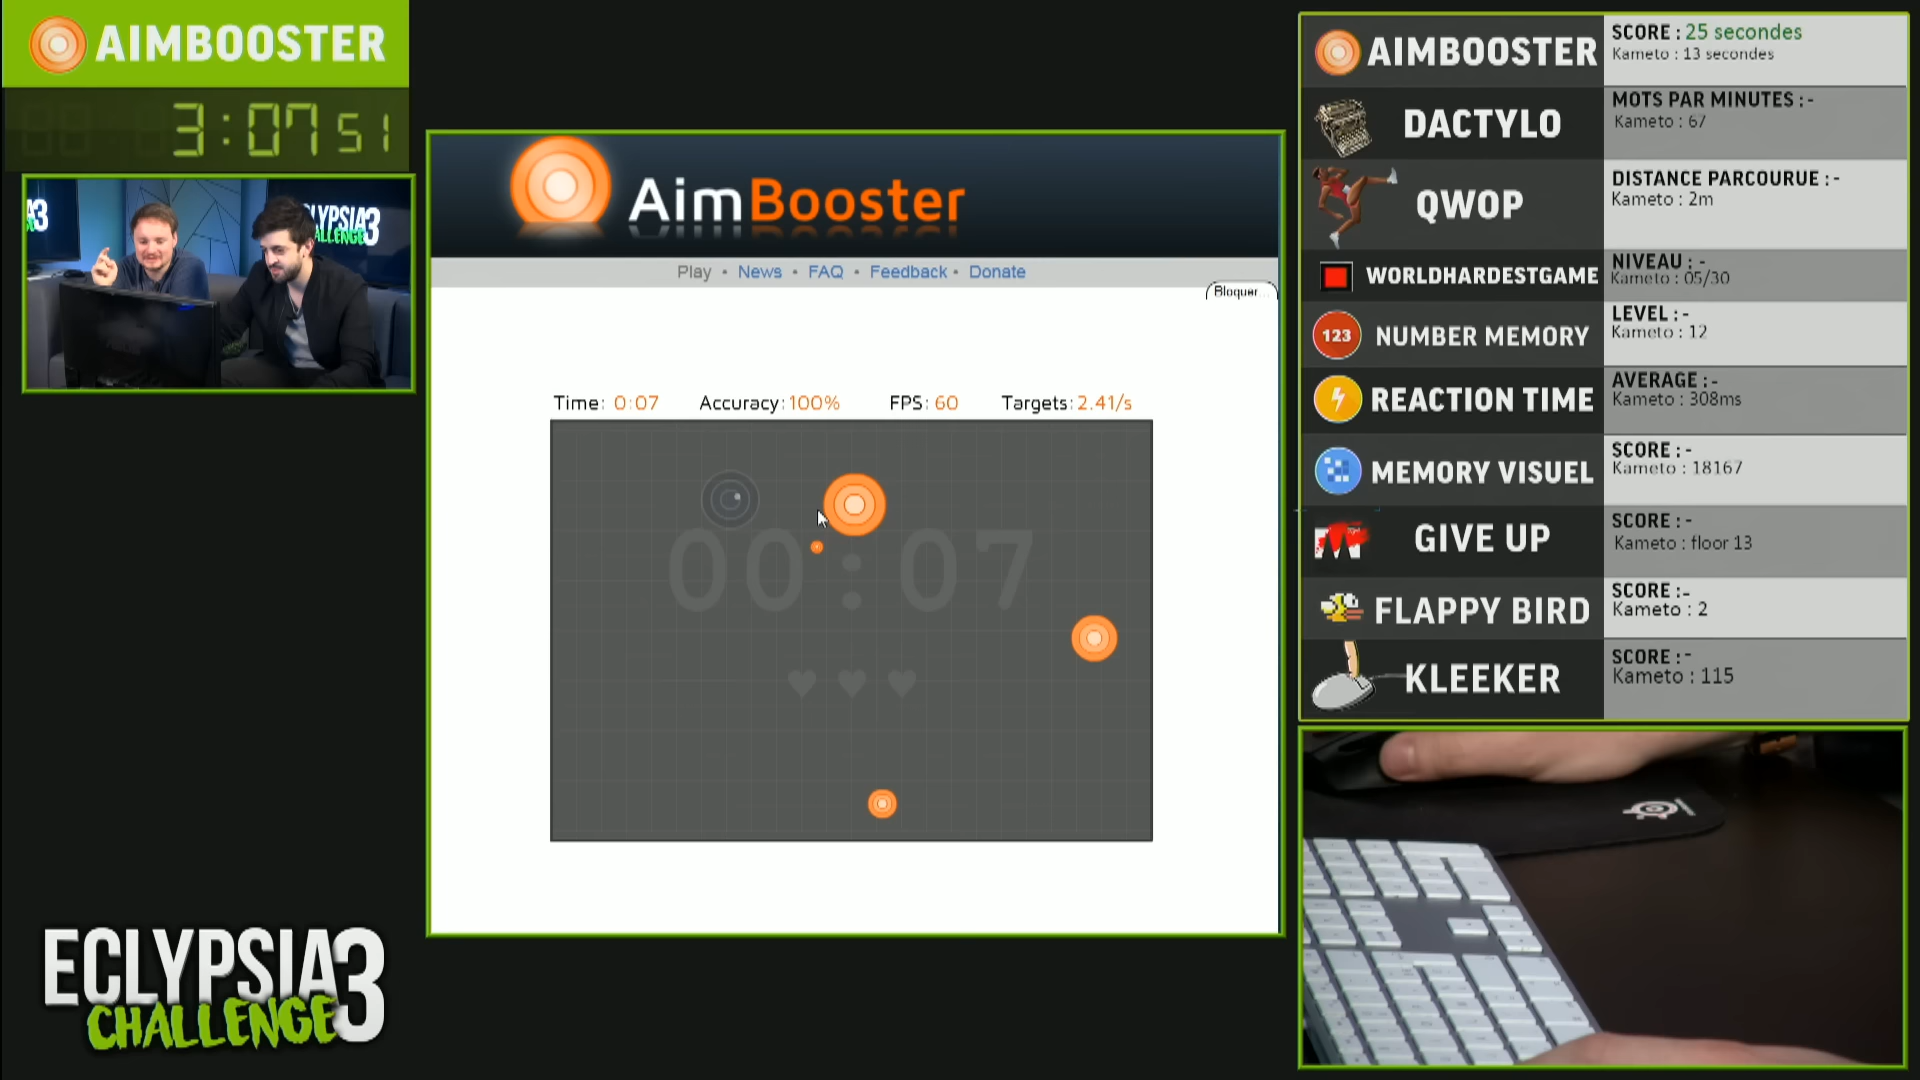 AIMBOOSTER
3:07 51
ECLYPSIA 3
CHALLENGE
AimBooster
Play • News • FAQ • Feedback • Donate
Bloquer...
Time: 0:07 Accuracy: 100% FPS: 60 Targets: 2.41/s
00:07
AIMBOOSTER
SCORE : 25 secondes
Kameto : 13 secondes
DACTYLO
MOTS PAR MINUTES : -
Kameto : 67
QWOP
DISTANCE PARCOURUE : -
Kameto : 2m
WORLDHARDESTGAME
NIVEAU : -
Kameto : 05/30
123
NUMBER MEMORY
LEVEL : -
Kameto : 12
REACTION TIME
AVERAGE : -
Kameto : 308ms
MEMORY VISUEL
SCORE : -
Kameto : 18167
GIVE UP
SCORE : -
Kameto : floor 13
FLAPPY BIRD
SCORE :-
Kameto : 2
KLEEKER
SCORE : -
Kameto : 115